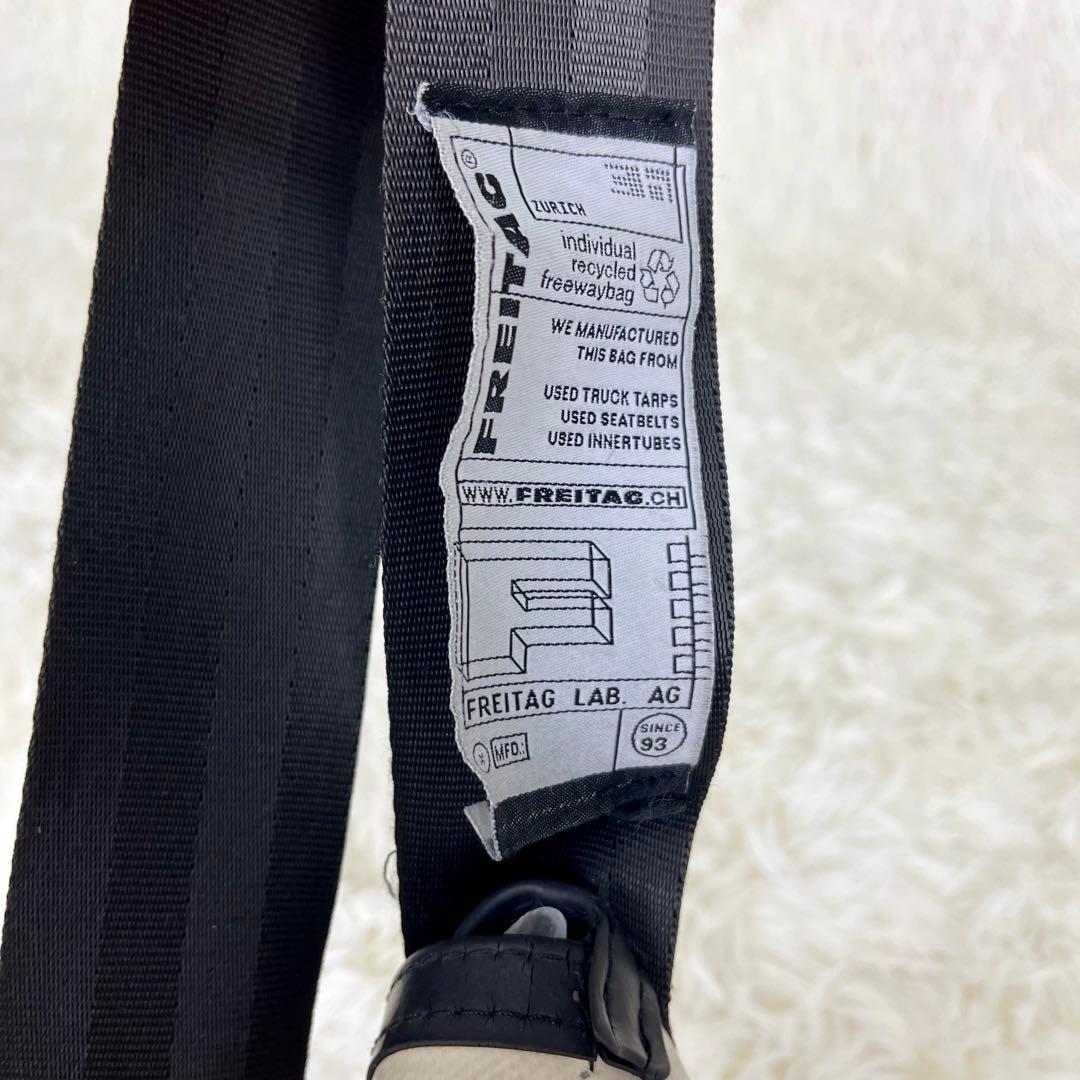 FREITAG ®
ZURICH
individual
recycled
freewaybag
WE MANUFACTURED
THIS BAG FROM
USED TRUCK TARPS
USED SEATBELTS
USED INNERTUBES
WWW.FREITAG.CH
F
FREITAG LAB. AG
MFD.:
SINCE
93